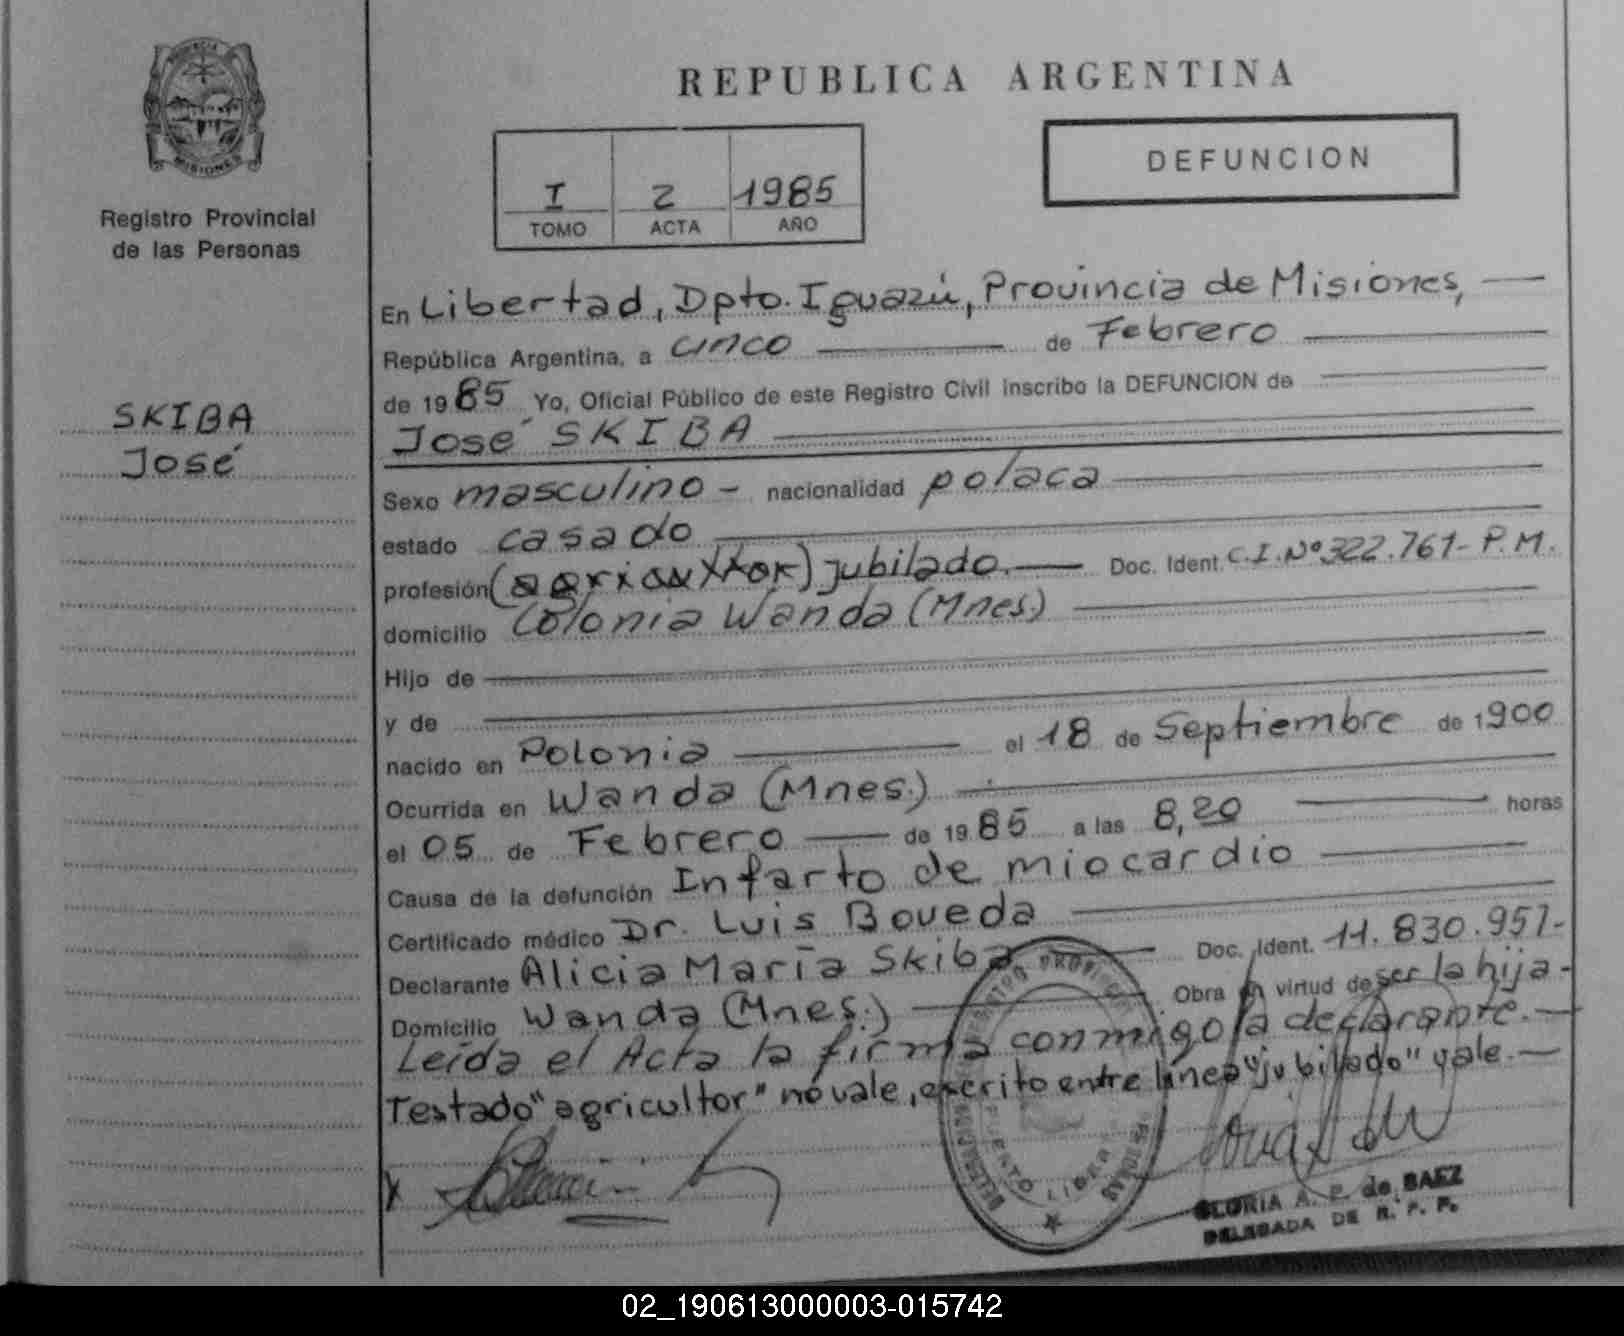 PROVINCIA
MISIONES
Registro Provincial
de las Personas
SKIBA
José
REPUBLICA ARGENTINA
I 2 1985
TOMO ACTA AÑO
DEFUNCION
En Libertad, Dpto. Iguazú, Provincia de Misiones,
República Argentina, a cinco de Febrero
de 1985 Yo, Oficial Público de este Registro Civil inscribo la DEFUNCION de
José SKIBA
Sexo masculino - nacionalidad polaca
estado casado
profesión (agricultor) jubilado. Doc. Ident. C.I. Nº 322.761- P.M.
domicilio Colonia Wanda (Mnes.)
Hijo de
y de
nacido en Polonia el 18 de Septiembre de 1900
Ocurrida en Wanda (Mnes.)
el 05 de Febrero de 1985 a las 8,20 horas
Causa de la defunción Infarto de miocardio
Certificado médico Dr. Luis Boveda
Declarante Alicia María Skiba Doc. Ident. 11.830.957-
Domicilio Wanda (Mnes.) Obra en virtud de ser la hija-
Leída el Acta la firma conmigo la declarante.-
Testado "agricultor" no vale, escrito entre línea "jubilado" vale.-
X
GLORIA A. P. de BAEZ
DELEGADA DE R. P. P.
02_190613000003-015742